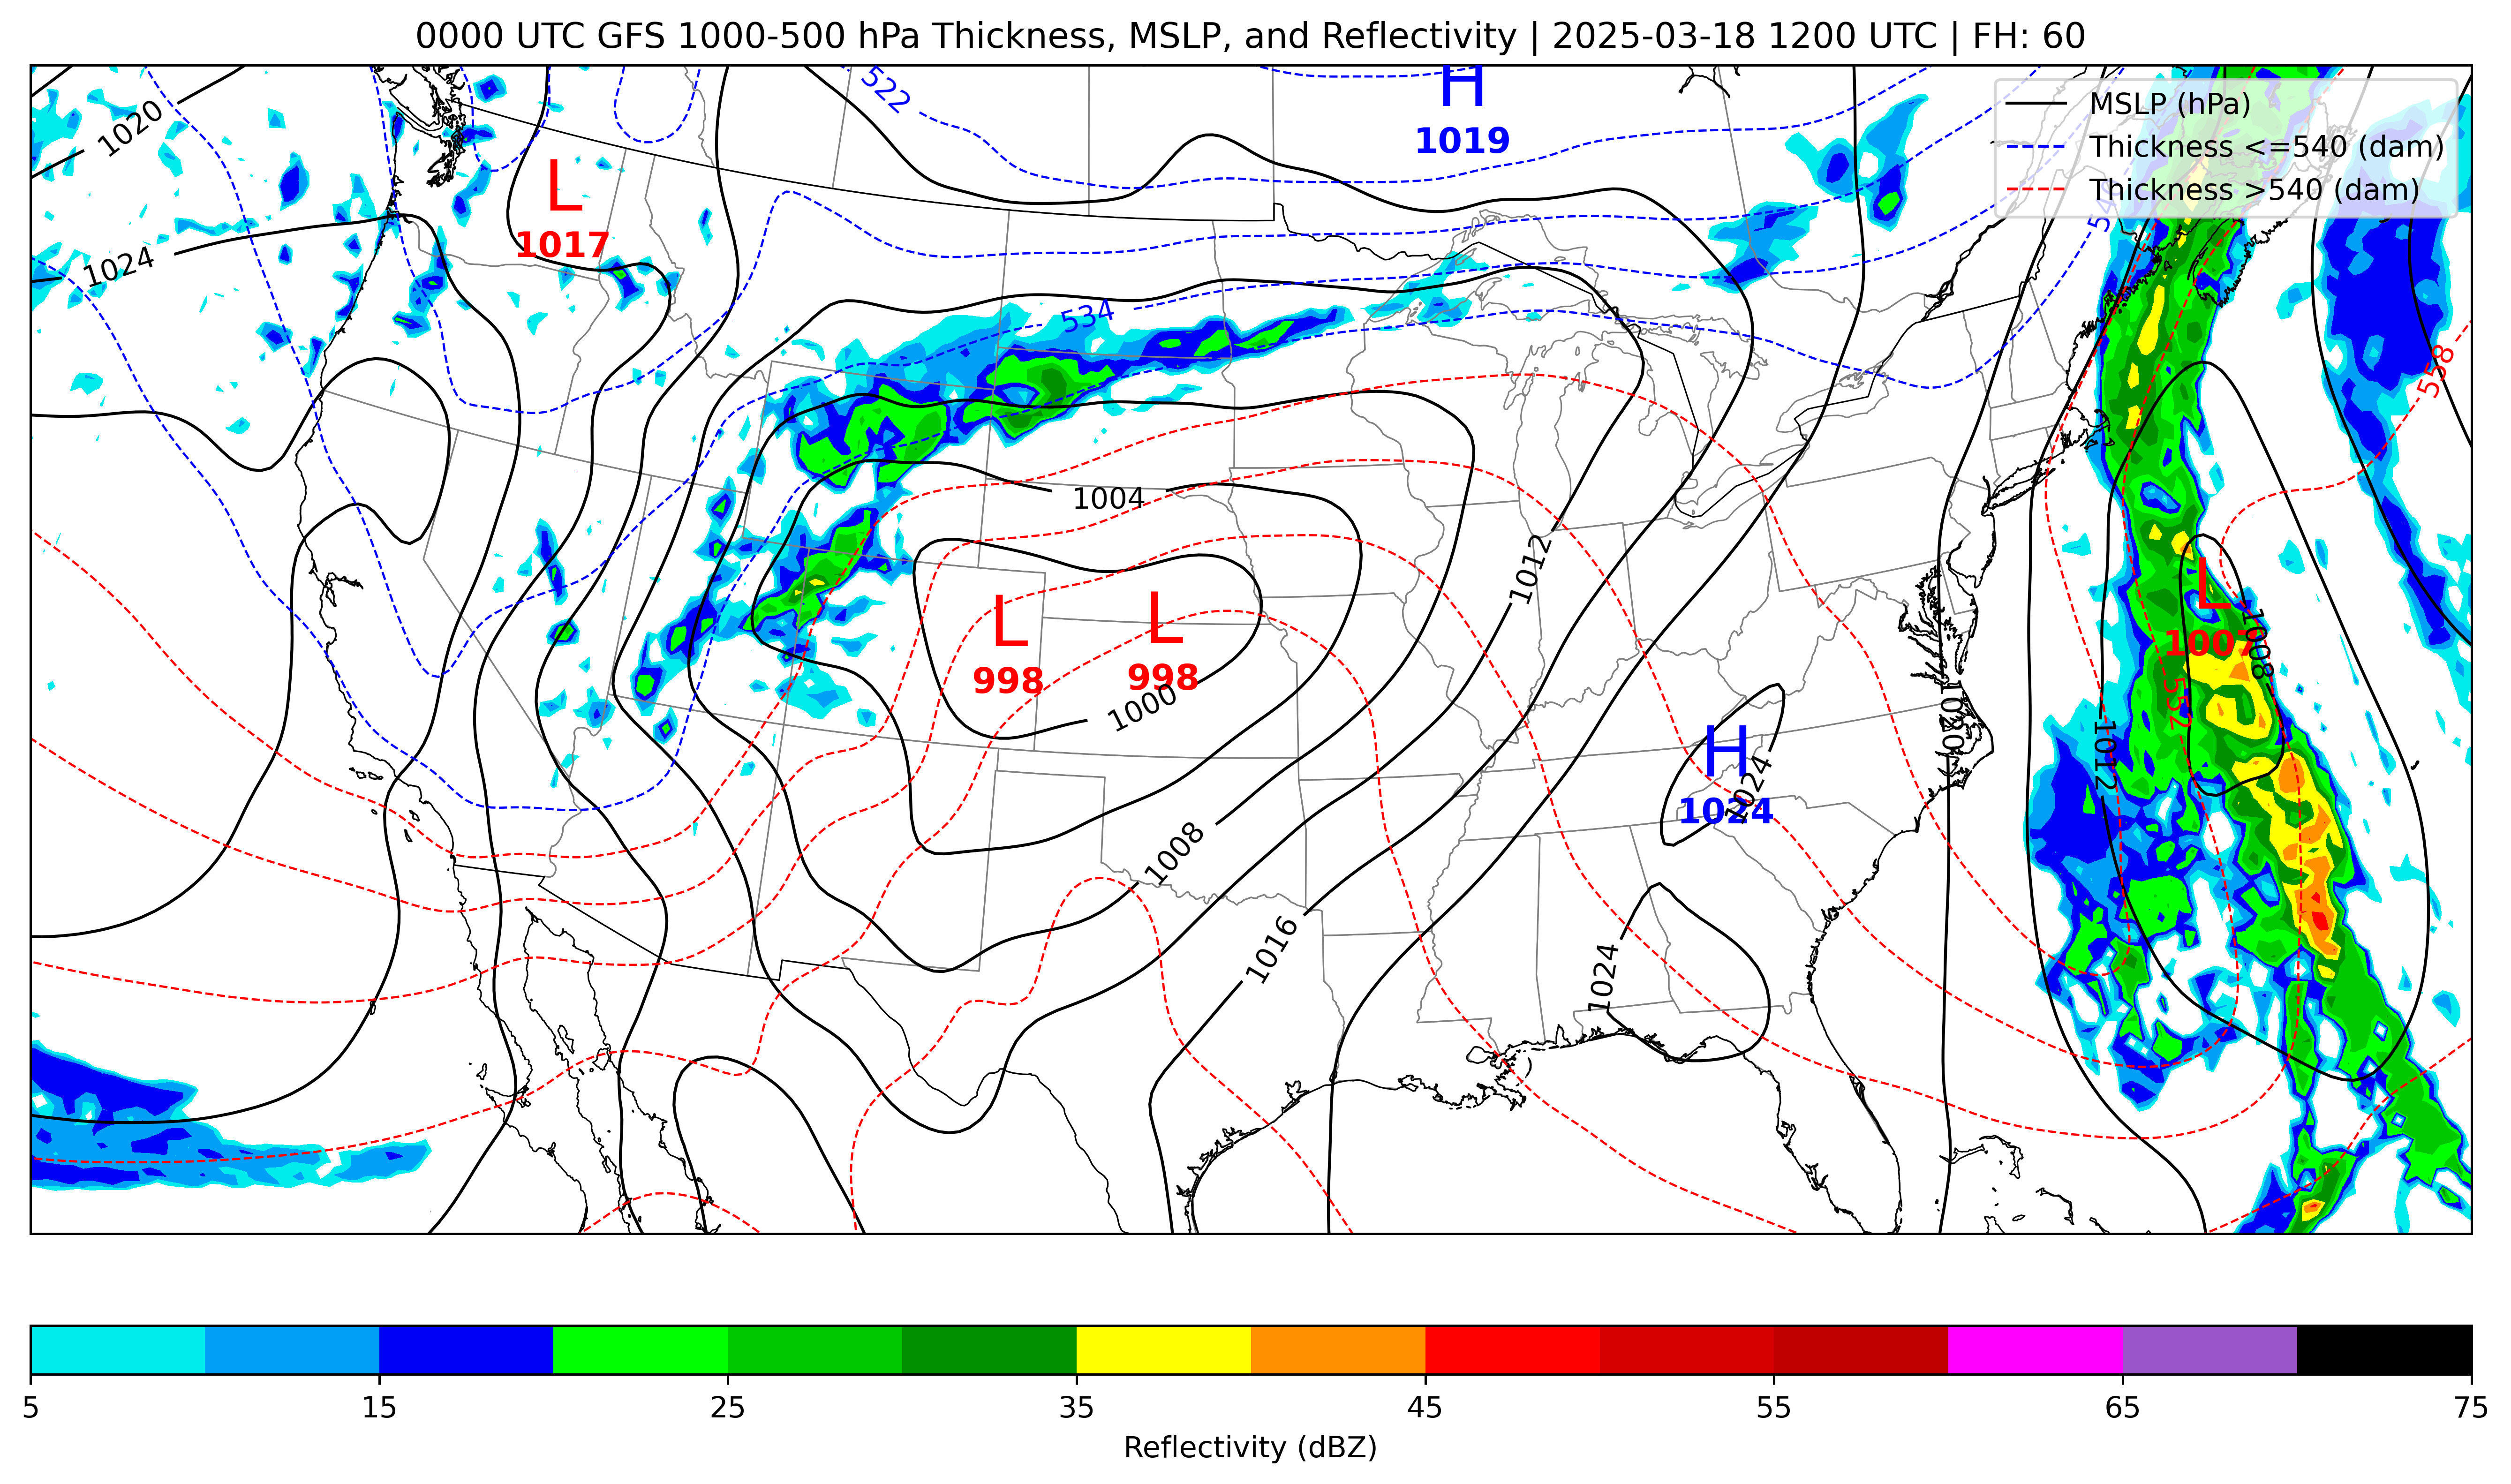 0000 UTC GFS 1000-500 hPa Thickness, MSLP, and Reflectivity | 2025-03-18 1200 UTC | FH: 60
MSLP (hPa)
Thickness <=540 (dam)
Thickness >540 (dam)
522
H
1019
1020
L
1017
1024
534
558
1004
1012
L
998
L
998
1000
L
1007
1008
552
H
1024
1024
1020
1012
1008
1016
1024
5
15
25
35
45
55
65
75
Reflectivity (dBZ)